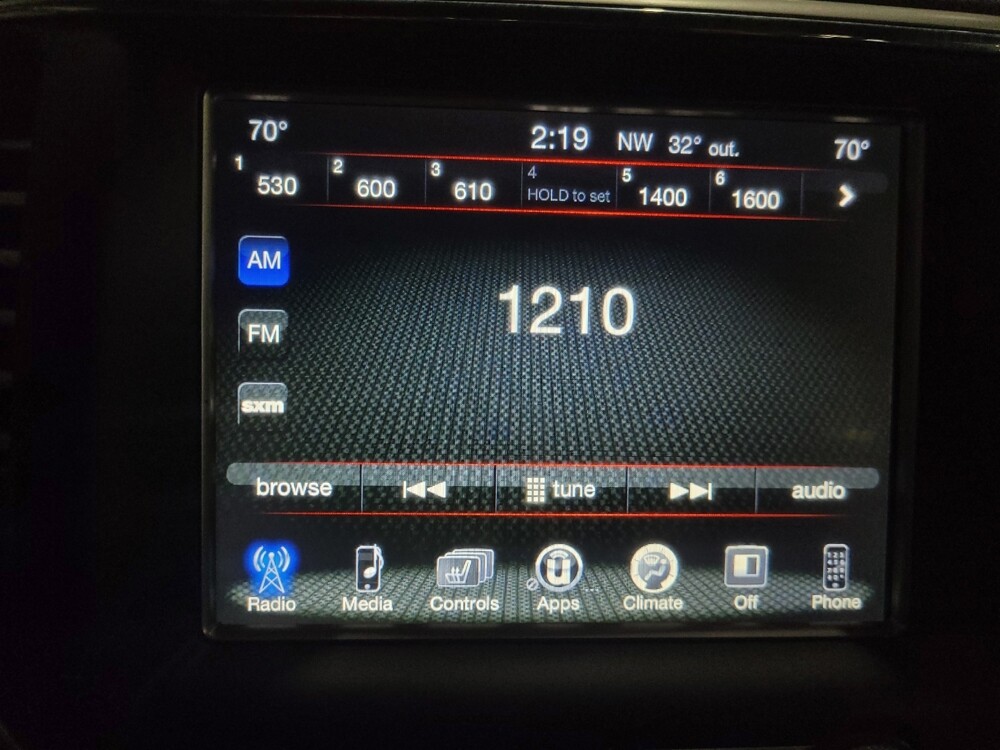 70° 2:19 NW 32° out. 70°
1 530 2 600 3 610 4 HOLD to set 5 1400 6 1600
AM
1210
FM
sxm
browse tune audio
Radio Media Controls Apps Climate Off Phone